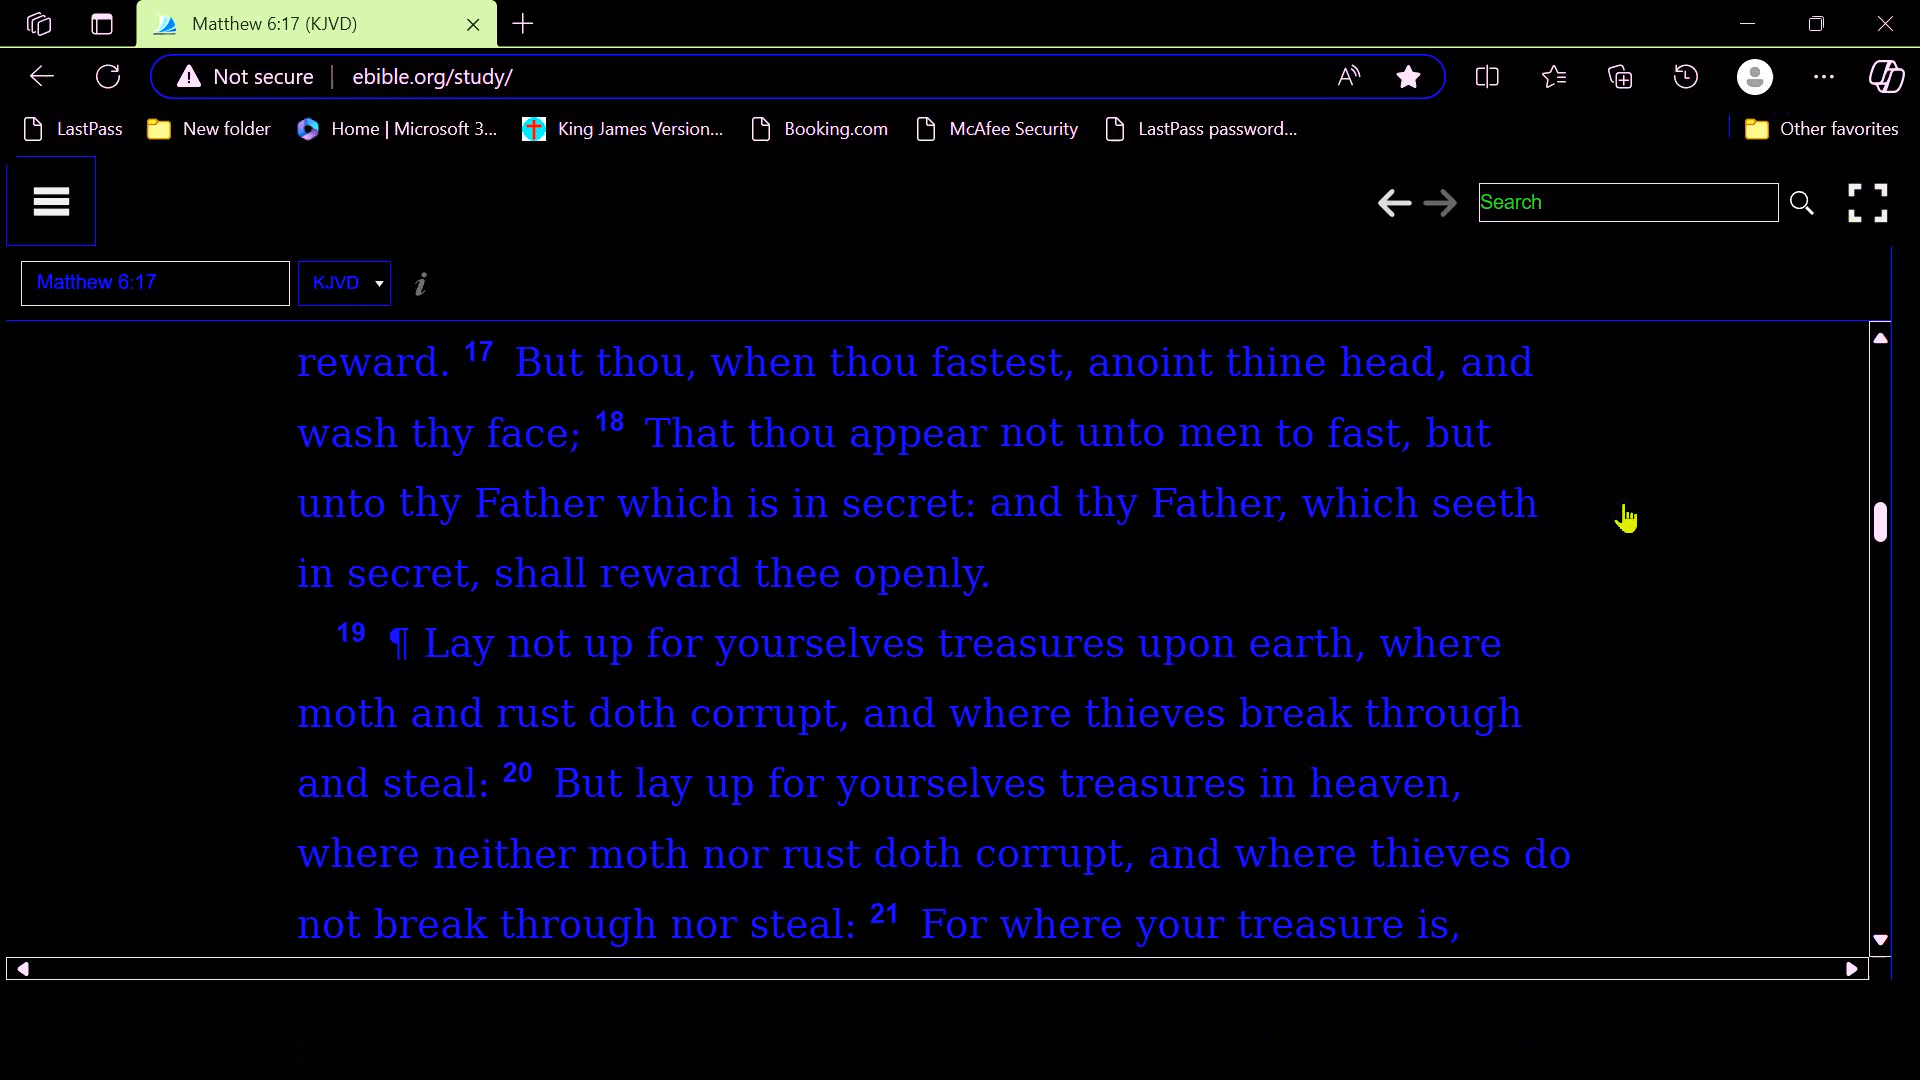 Matthew 6:17 (KJVD)
Not secure
ebible.org/study/
LastPass
New folder
Home | Microsoft 3...
King James Version...
Booking.com
McAfee Security
LastPass password...
Other favorites
Search
Matthew 6:17
KJVD
i
reward. 17 But thou, when thou fastest, anoint thine head, and
wash thy face; 18 That thou appear not unto men to fast, but
unto thy Father which is in secret: and thy Father, which seeth
in secret, shall reward thee openly.
19 ¶ Lay not up for yourselves treasures upon earth, where
moth and rust doth corrupt, and where thieves break through
and steal: 20 But lay up for yourselves treasures in heaven,
where neither moth nor rust doth corrupt, and where thieves do
not break through nor steal: 21 For where your treasure is,